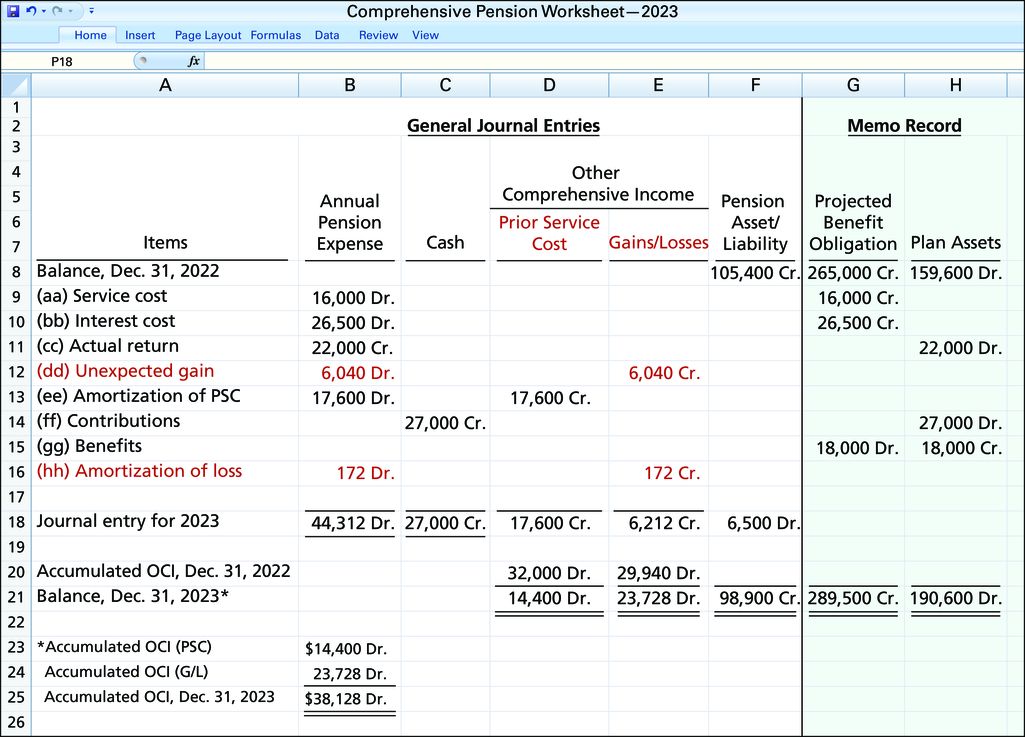 Comprehensive Pension Worksheet—2023
Home Insert Page Layout Formulas Data Review View
P18 fx
A B C D E F G H
1
2 General Journal Entries Memo Record
3
4 Other
5 Comprehensive Income
Annual Pension Projected
6 Pension Prior Service Asset/ Benefit
7 Items Expense Cash Cost Gains/Losses Liability Obligation Plan Assets
8 Balance, Dec. 31, 2022 105,400 Cr. 265,000 Cr. 159,600 Dr.
9 (aa) Service cost 16,000 Dr. 16,000 Cr.
10 (bb) Interest cost 26,500 Dr. 26,500 Cr.
11 (cc) Actual return 22,000 Cr. 22,000 Dr.
12 (dd) Unexpected gain 6,040 Dr. 6,040 Cr.
13 (ee) Amortization of PSC 17,600 Dr. 17,600 Cr.
14 (ff) Contributions 27,000 Cr. 27,000 Dr.
15 (gg) Benefits 18,000 Dr. 18,000 Cr.
16 (hh) Amortization of loss 172 Dr. 172 Cr.
17
18 Journal entry for 2023 44,312 Dr. 27,000 Cr. 17,600 Cr. 6,212 Cr. 6,500 Dr.
19
20 Accumulated OCI, Dec. 31, 2022 32,000 Dr. 29,940 Dr.
21 Balance, Dec. 31, 2023* 14,400 Dr. 23,728 Dr. 98,900 Cr. 289,500 Cr. 190,600 Dr.
22
23 *Accumulated OCI (PSC) $14,400 Dr.
24 Accumulated OCI (G/L) 23,728 Dr.
25 Accumulated OCI, Dec. 31, 2023 $38,128 Dr.
26